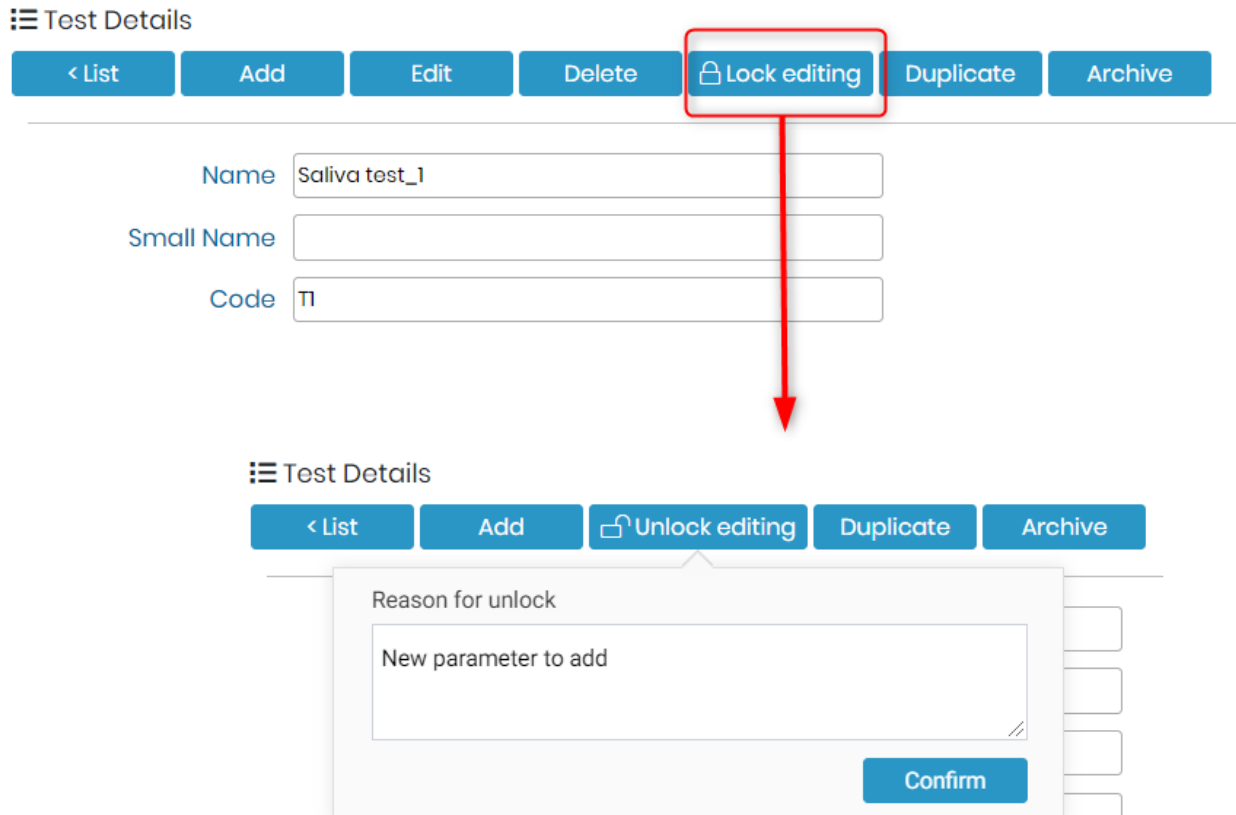 Test Details
< List Add Edit Delete Lock editing Duplicate Archive
Name Saliva test_1
Small Name
Code T1
Test Details
< List Add Unlock editing Duplicate Archive
Reason for unlock
New parameter to add
Confirm